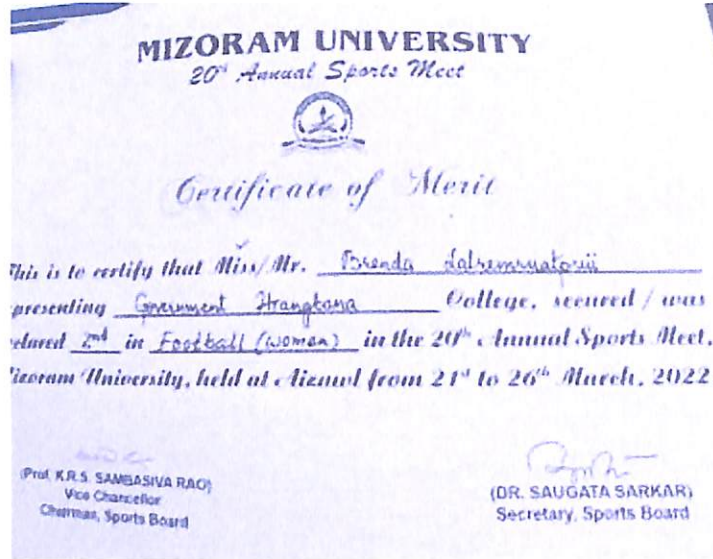 MIZORAM UNIVERSITY
20th Annual Sports Meet
Certificate of Merit
This is to certify that Miss/Mr. Brenda Lalremruatpuii
presenting Government Hrangbana College, secured / was
clared 2nd in Football (women) in the 20th Annual Sports Meet,
izoram University, held at Aizawl from 21st to 26th March, 2022
(Prof. K.R.S. SAMBASIVA RAO)
Vice Chancellor
Chairman, Sports Board
(DR. SAUGATA SARKAR)
Secretary, Sports Board